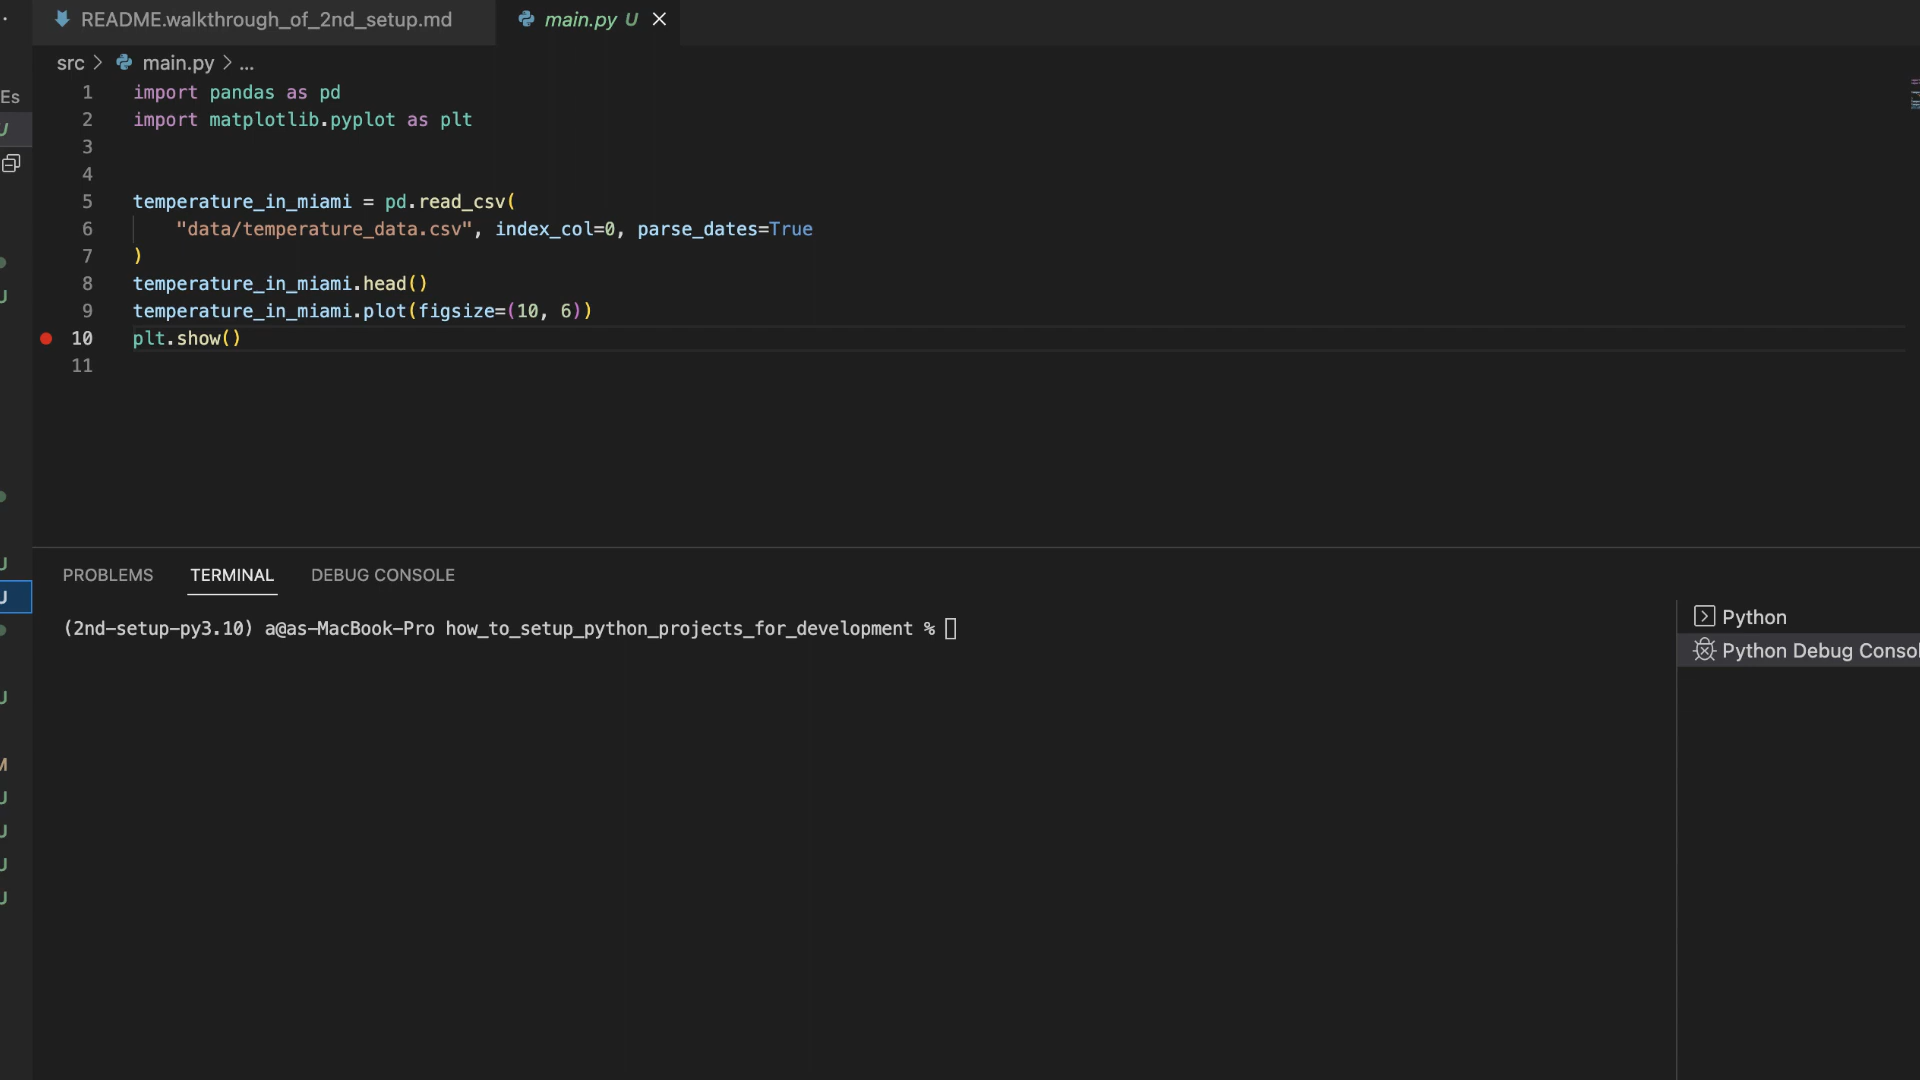 README.walkthrough_of_2nd_setup.md
main.py U
Es
src > main.py > ...
1 import pandas as pd
2 import matplotlib.pyplot as plt
3
4
5 temperature_in_miami = pd.read_csv(
6     "data/temperature_data.csv", index_col=0, parse_dates=True
7 )
8 temperature_in_miami.head()
9 temperature_in_miami.plot(figsize=(10, 6))
10 plt.show()
11
PROBLEMS TERMINAL DEBUG CONSOLE
(2nd-setup-py3.10) a@as-MacBook-Pro how_to_setup_python_projects_for_development %
Python
Python Debug Consol